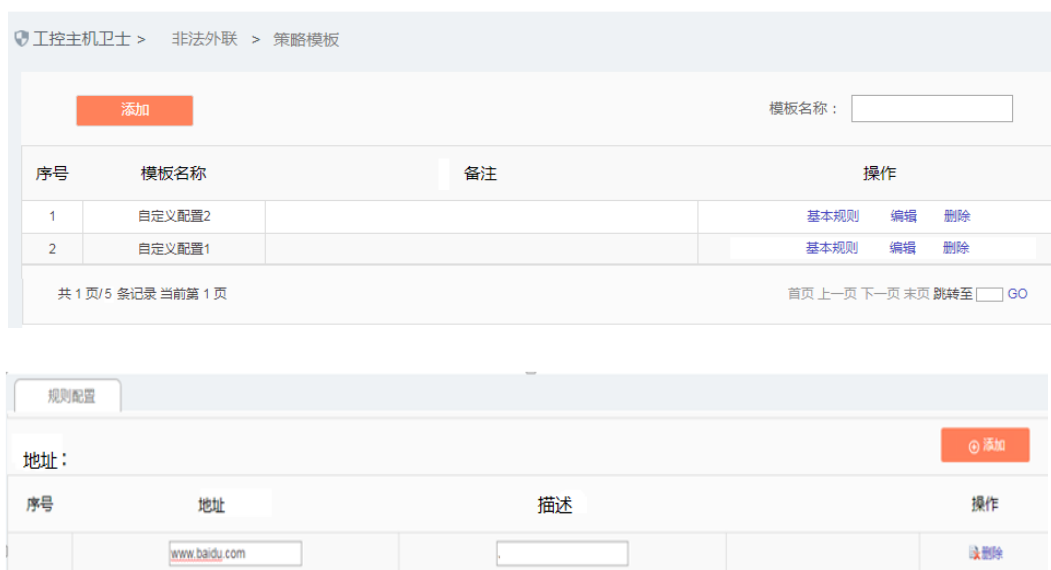 工控主机卫士 > 非法外联 > 策略模板
添加 模板名称：
序号 模板名称 备注 操作
1 自定义配置2 基本规则 编辑 删除
2 自定义配置1 基本规则 编辑 删除
共 1 页/ 5 条记录 当前第 1 页 首页 上一页 下一页 末页 跳转至 GO
规则配置
添加
地址：
序号 地址 描述 操作
www.baidu.com . 删除